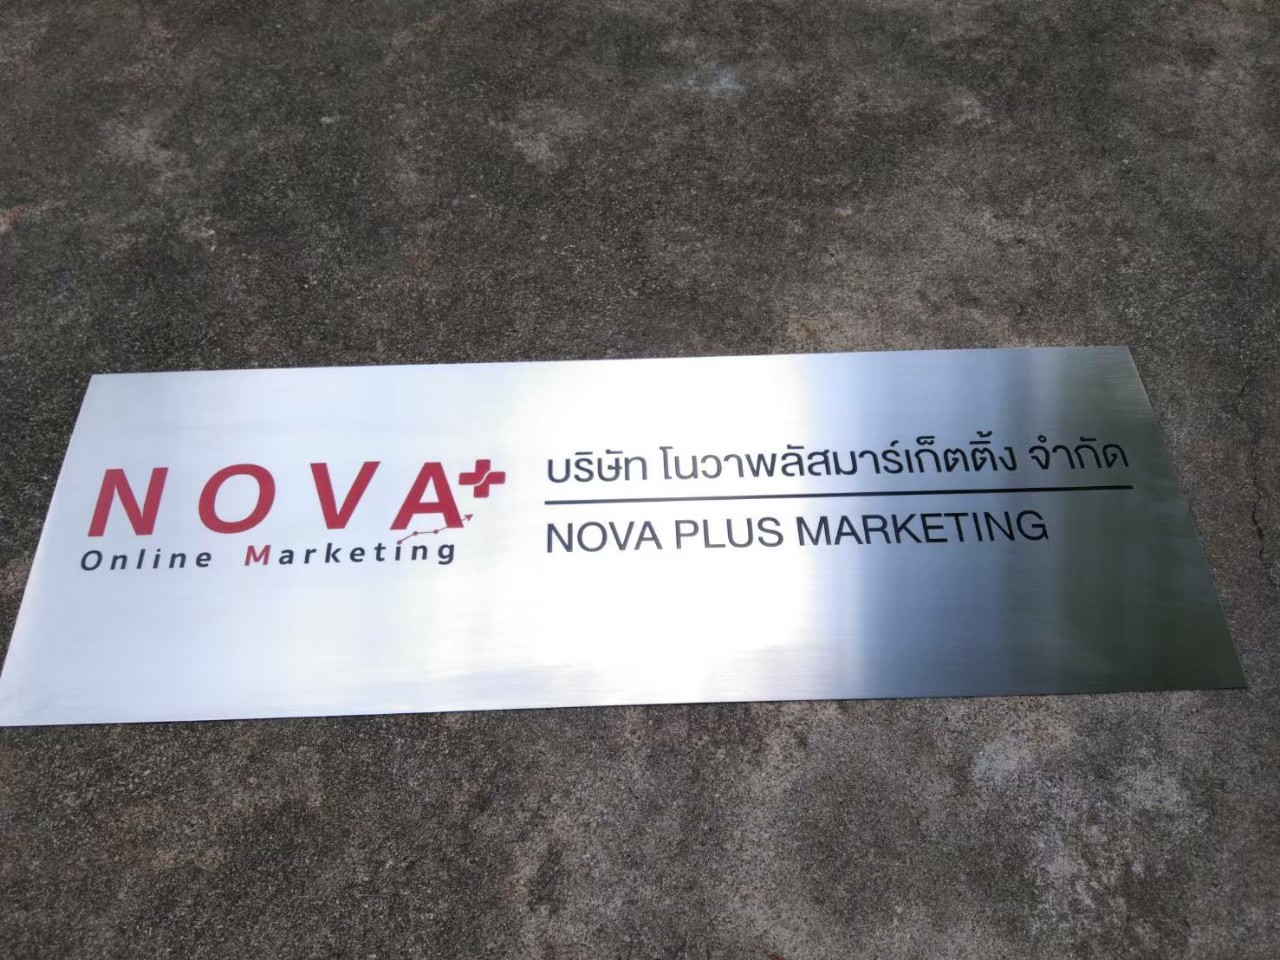 NOVA+
Online Marketing
บริษัท โนวาพลัสมาร์เก็ตติ้ง จำกัด
NOVA PLUS MARKETING